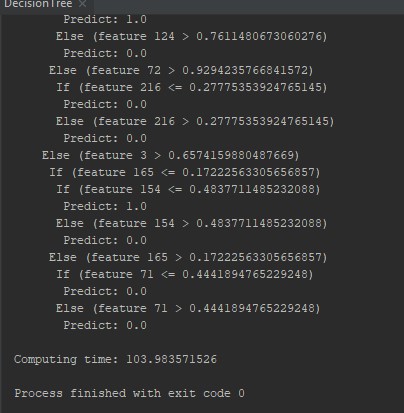 DecisionTree ×
Predict: 1.0
Else (feature 124 > 0.7611480673060276)
Predict: 0.0
Else (feature 72 > 0.9294235766841572)
If (feature 216 <= 0.27775353924765145)
Predict: 0.0
Else (feature 216 > 0.27775353924765145)
Predict: 0.0
Else (feature 3 > 0.6574159880487669)
If (feature 165 <= 0.17222563305656857)
If (feature 154 <= 0.4837711485232088)
Predict: 1.0
Else (feature 154 > 0.4837711485232088)
Predict: 0.0
Else (feature 165 > 0.17222563305656857)
If (feature 71 <= 0.4441894765229248)
Predict: 0.0
Else (feature 71 > 0.4441894765229248)
Predict: 0.0
Computing time: 103.983571526
Process finished with exit code 0